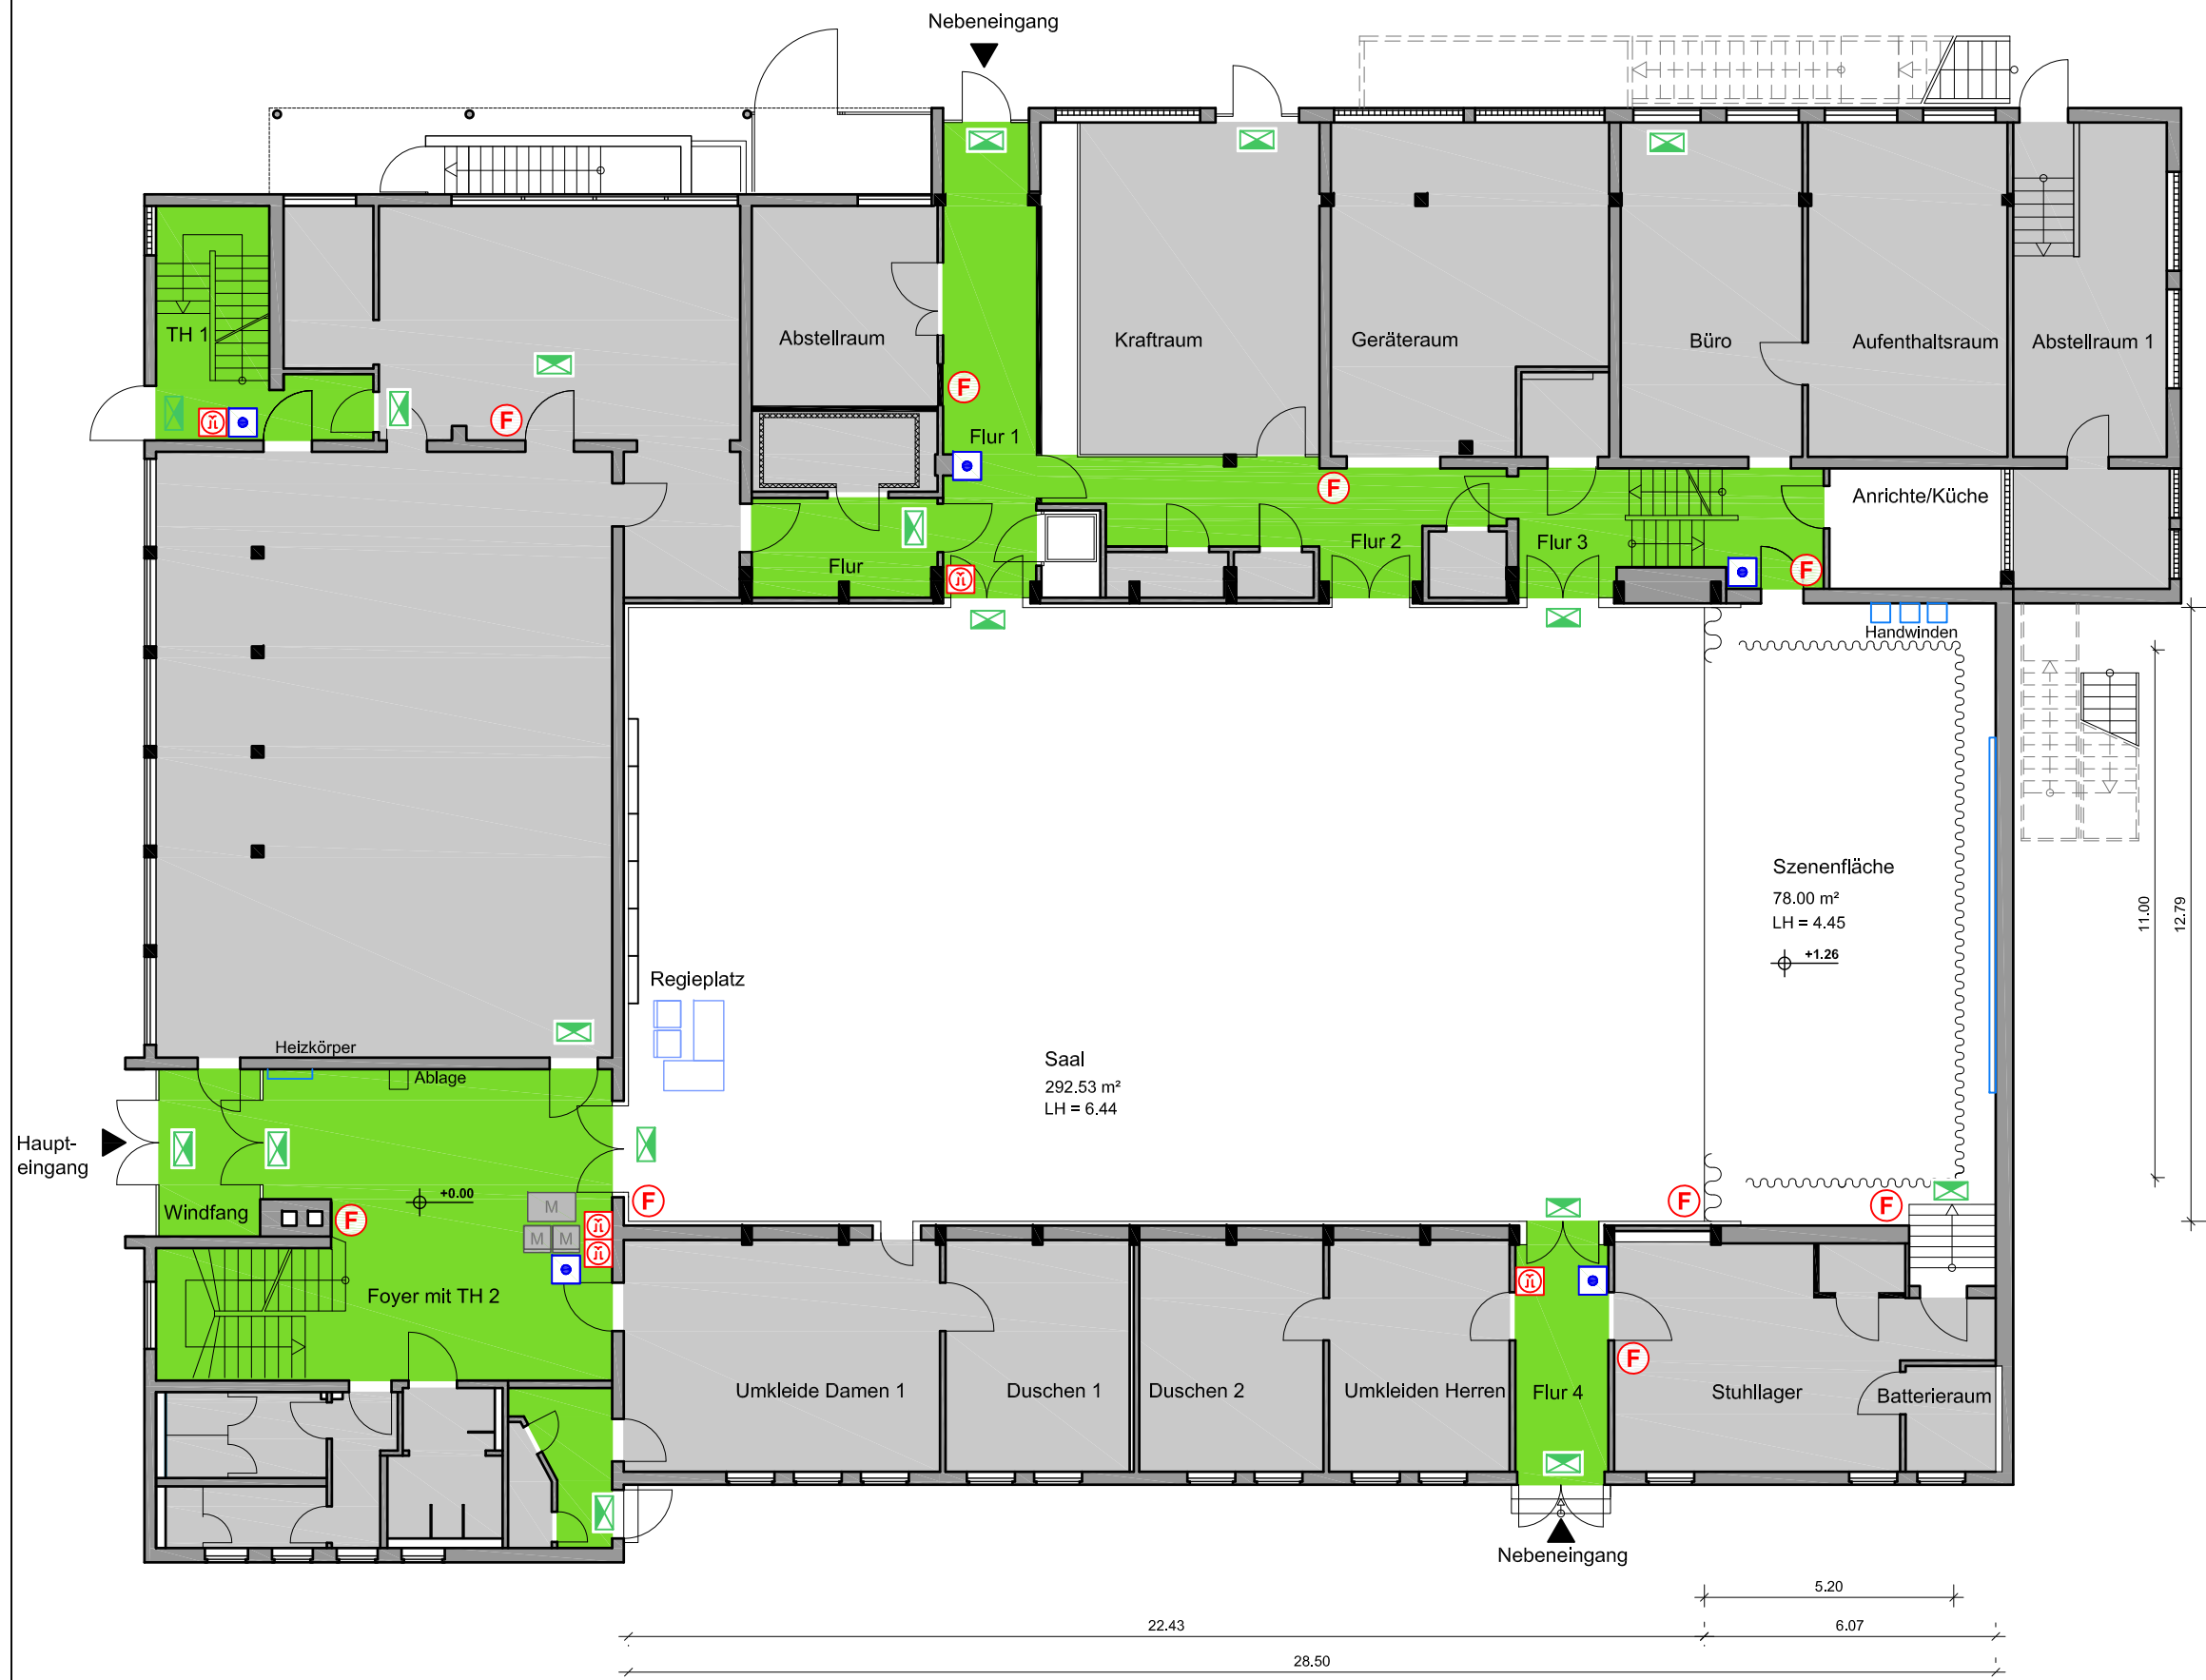 Nebeneingang
TH 1
Abstellraum
Kraftraum
Geräteraum
Büro
Aufenthaltsraum
Abstellraum 1
F
F
Flur 1
F
Anrichte/Küche
Flur
Flur 2
Flur 3
F
Handwinden
Szenenfläche
78.00 m²
LH = 4.45
+1.26
11.00
12.79
Regieplatz
Heizkörper
Ablage
Saal
292.53 m²
LH = 6.44
Haupt-
eingang
Windfang
+0.00
F
M
M
M
F
F
F
Foyer mit TH 2
F
Umkleide Damen 1
Duschen 1
Duschen 2
Umkleiden Herren
Flur 4
Stuhllager
Batterieraum
Nebeneingang
5.20
22.43
6.07
28.50